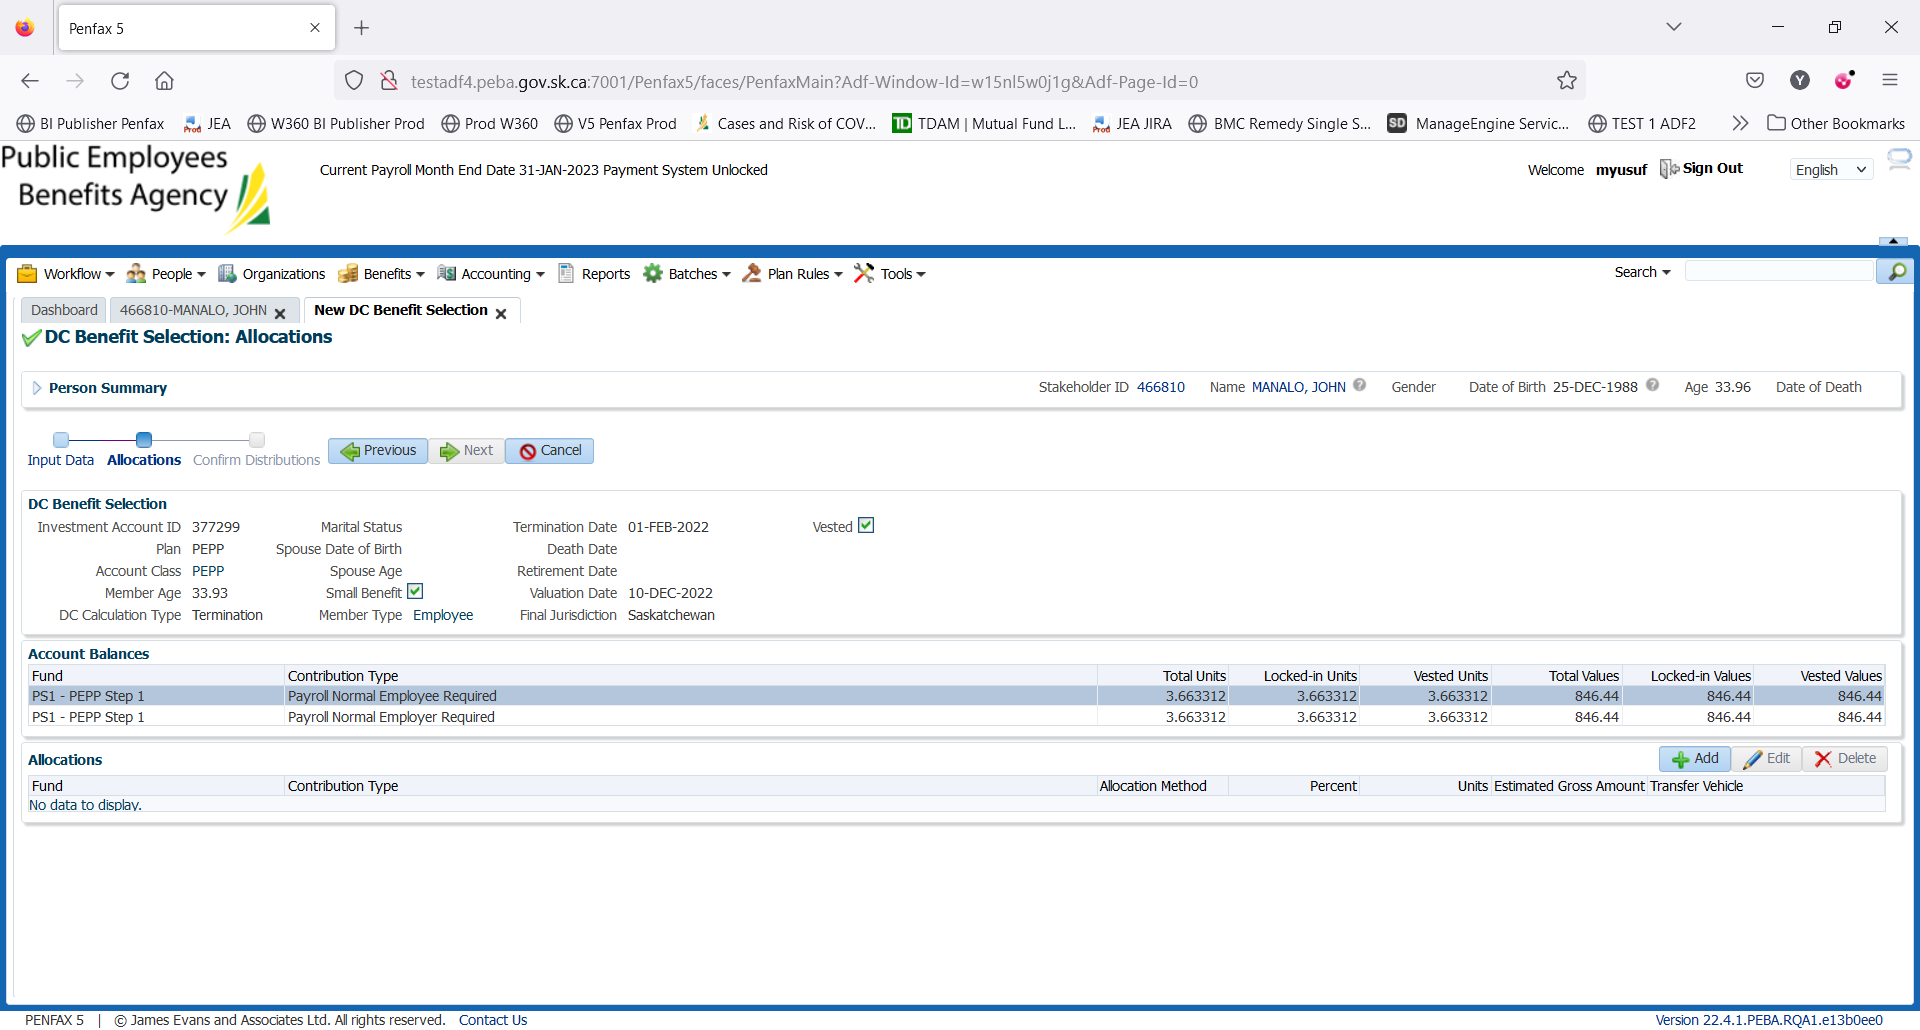 Penfax 5
testadf4.peba.gov.sk.ca:7001/Penfax5/faces/PenfaxMain?Adf-Window-Id=w15nl5w0j1g&Adf-Page-Id=0
Y
BI Publisher Penfax JEA W360 BI Publisher Prod Prod W360 V5 Penfax Prod Cases and Risk of COV... TD TDAM | Mutual Fund L... JEA JIRA BMC Remedy Single S... SD ManageEngine Servic... TEST 1 ADF2 Other Bookmarks
Public Employees
Benefits Agency
Current Payroll Month End Date 31-JAN-2023 Payment System Unlocked
Welcome myusuf Sign Out English
Workflow People Organizations Benefits Accounting Reports Batches Plan Rules Tools Search
Dashboard 466810-MANALO, JOHN New DC Benefit Selection
DC Benefit Selection: Allocations
Person Summary Stakeholder ID 466810 Name MANALO, JOHN Gender Date of Birth 25-DEC-1988 Age 33.96 Date of Death
Input Data Allocations Confirm Distributions Previous Next Cancel
DC Benefit Selection
Investment Account ID 377299 Marital Status Termination Date 01-FEB-2022 Vested
Plan PEPP Spouse Date of Birth Death Date
Account Class PEPP Spouse Age Retirement Date
Member Age 33.93 Small Benefit Valuation Date 10-DEC-2022
DC Calculation Type Termination Member Type Employee Final Jurisdiction Saskatchewan
Account Balances
Fund Contribution Type Total Units Locked-in Units Vested Units Total Values Locked-in Values Vested Values
PS1 - PEPP Step 1 Payroll Normal Employee Required 3.663312 3.663312 3.663312 846.44 846.44 846.44
PS1 - PEPP Step 1 Payroll Normal Employer Required 3.663312 3.663312 3.663312 846.44 846.44 846.44
Allocations Add Edit Delete
Fund Contribution Type Allocation Method Percent Units Estimated Gross Amount Transfer Vehicle
No data to display.
PENFAX 5 | © James Evans and Associates Ltd. All rights reserved. Contact Us Version 22.4.1.PEBA.RQA1.e13b0ee0